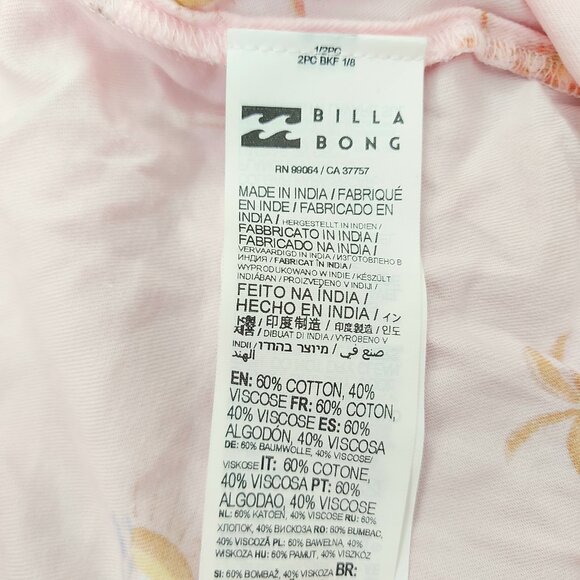 1/2PC
2PC BKF 1/8
BILLA
BONG
RN 99064 / CA 37757
MADE IN INDIA / FABRIQUÉ
EN INDE / FABRICADO EN
INDIA / HERGESTELLT IN INDIEN /
FABBRICATO IN INDIA /
FABRICADO NA INDIA /
VERVAARDIGD IN INDIA / ИЗГОТОВЛЕНО В
ИНДИЯ / FABRICAT ÎN INDIA /
WYPRODUKOWANO W INDIE / KÉSZÜLT
INDIÁBAN / PROIZVEDENO V INDIJI /
FEITO NA ÍNDIA /
HECHO EN INDIA / イン
ド製 / 印度制造 / 印度製造 / 인도
제품 / DIBUAT DI INDIA / VYROBENO V
INDII / מיוצר בהודו / صنع في
الهند
EN: 60% COTTON, 40%
VISCOSE FR: 60% COTON,
40% VISCOSE ES: 60%
ALGODÓN, 40% VISCOSA
DE: 60% BAUMWOLLE, 40% VISCOSE/
VISKOSE IT: 60% COTONE,
40% VISCOSA PT: 60%
ALGODAO, 40% VISCOSE
NL: 60% KATOEN, 40% VISCOSE RU: 60%
ХЛОПОК, 40% ВИСКОЗА RO: 60% BUMBAC,
40% VISCOZĂ PL: 60% BAWEŁNA, 40%
WISKOZA HU: 60% PAMUT, 40% VISZKÓZ
SI: 60% BOMBAŽ, 40% VISCOSE BR: